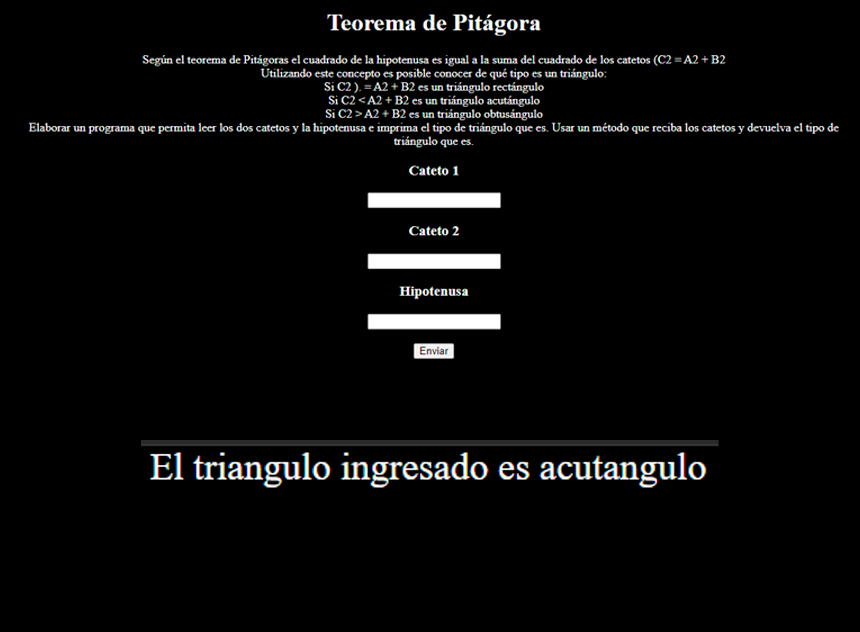 Teorema de Pitágora
Según el teorema de Pitágoras el cuadrado de la hipotenusa es igual a la suma del cuadrado de los catetos (C2 = A2 + B2
Utilizando este concepto es posible conocer de qué tipo es un triángulo:
Si C2 ). = A2 + B2 es un triángulo rectángulo
Si C2 < A2 + B2 es un triángulo acutángulo
Si C2 > A2 + B2 es un triángulo obtusángulo
Elaborar un programa que permita leer los dos catetos y la hipotenusa e imprima el tipo de triángulo que es. Usar un método que reciba los catetos y devuelva el tipo de
triángulo que es.
Cateto 1
Cateto 2
Hipotenusa
Enviar
El triangulo ingresado es acutangulo